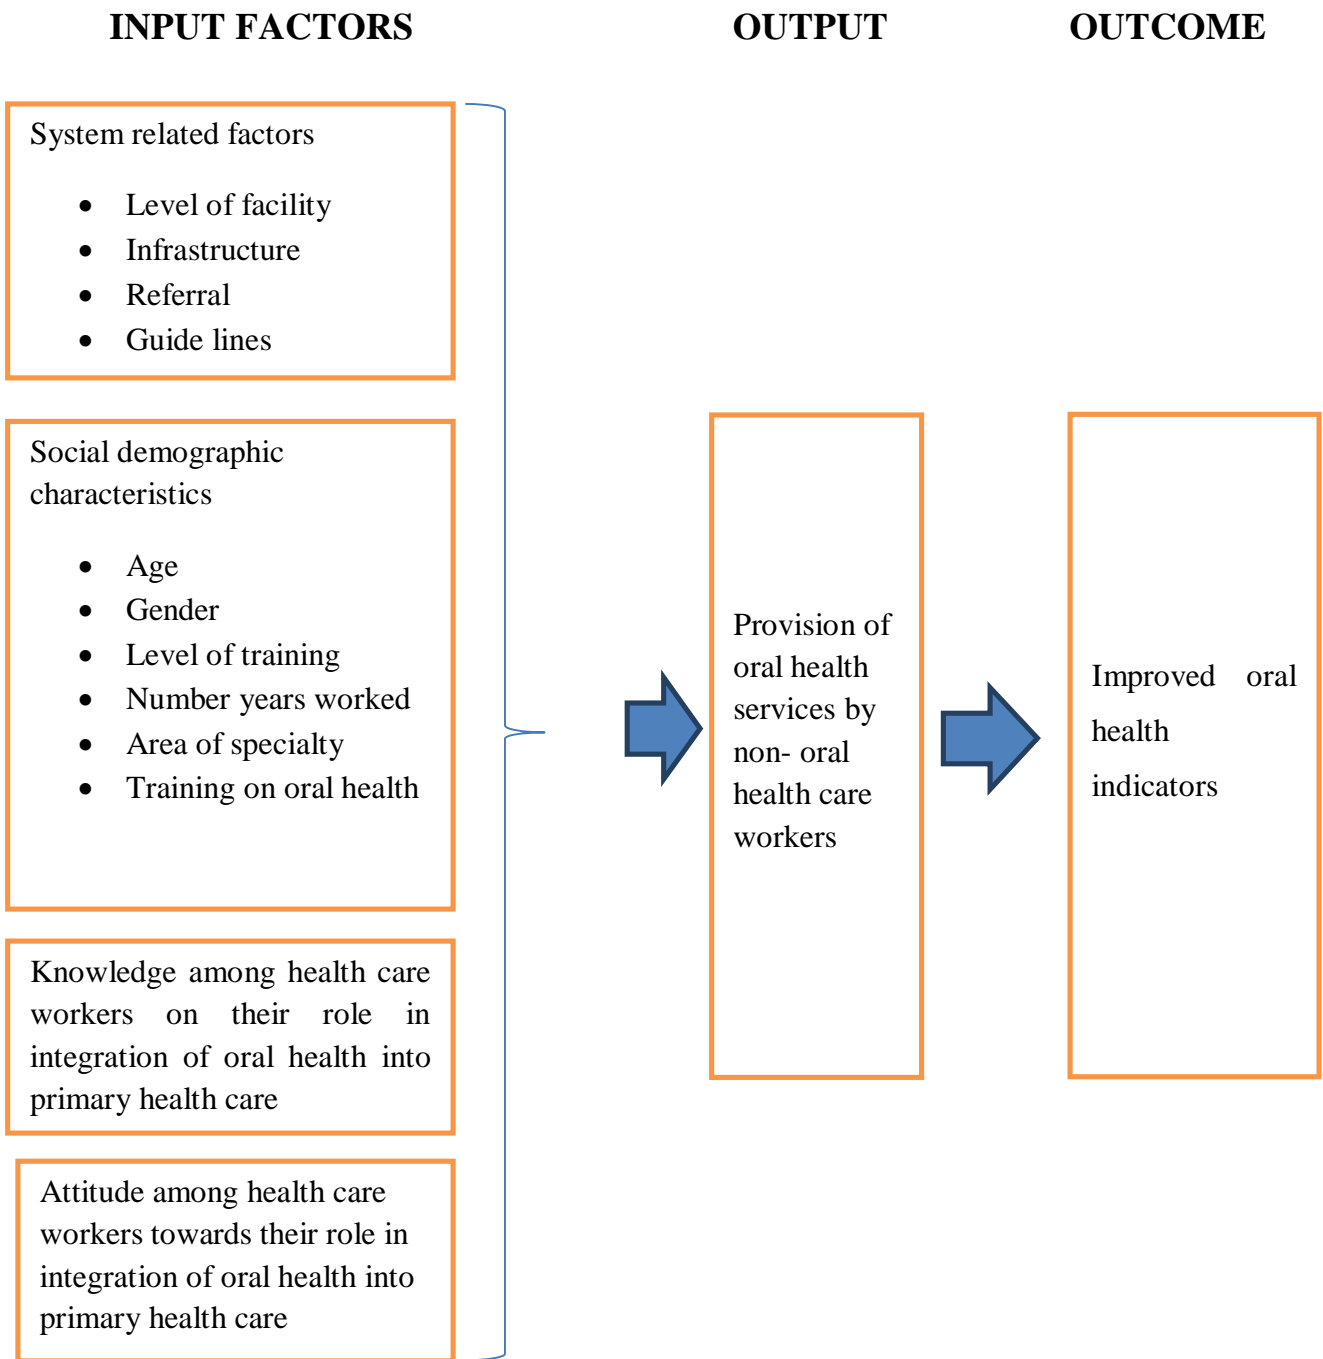 INPUT FACTORS
OUTPUT
OUTCOME
System related factors
• Level of facility
• Infrastructure
• Referral
• Guide lines
Social demographic
characteristics
• Age
• Gender
• Level of training
• Number years worked
• Area of specialty
• Training on oral health
Knowledge among health care
workers on their role in
integration of oral health into
primary health care
Attitude among health care
workers towards their role in
integration of oral health into
primary health care
Provision of
oral health
services by
non- oral
health care
workers
Improved oral
health
indicators